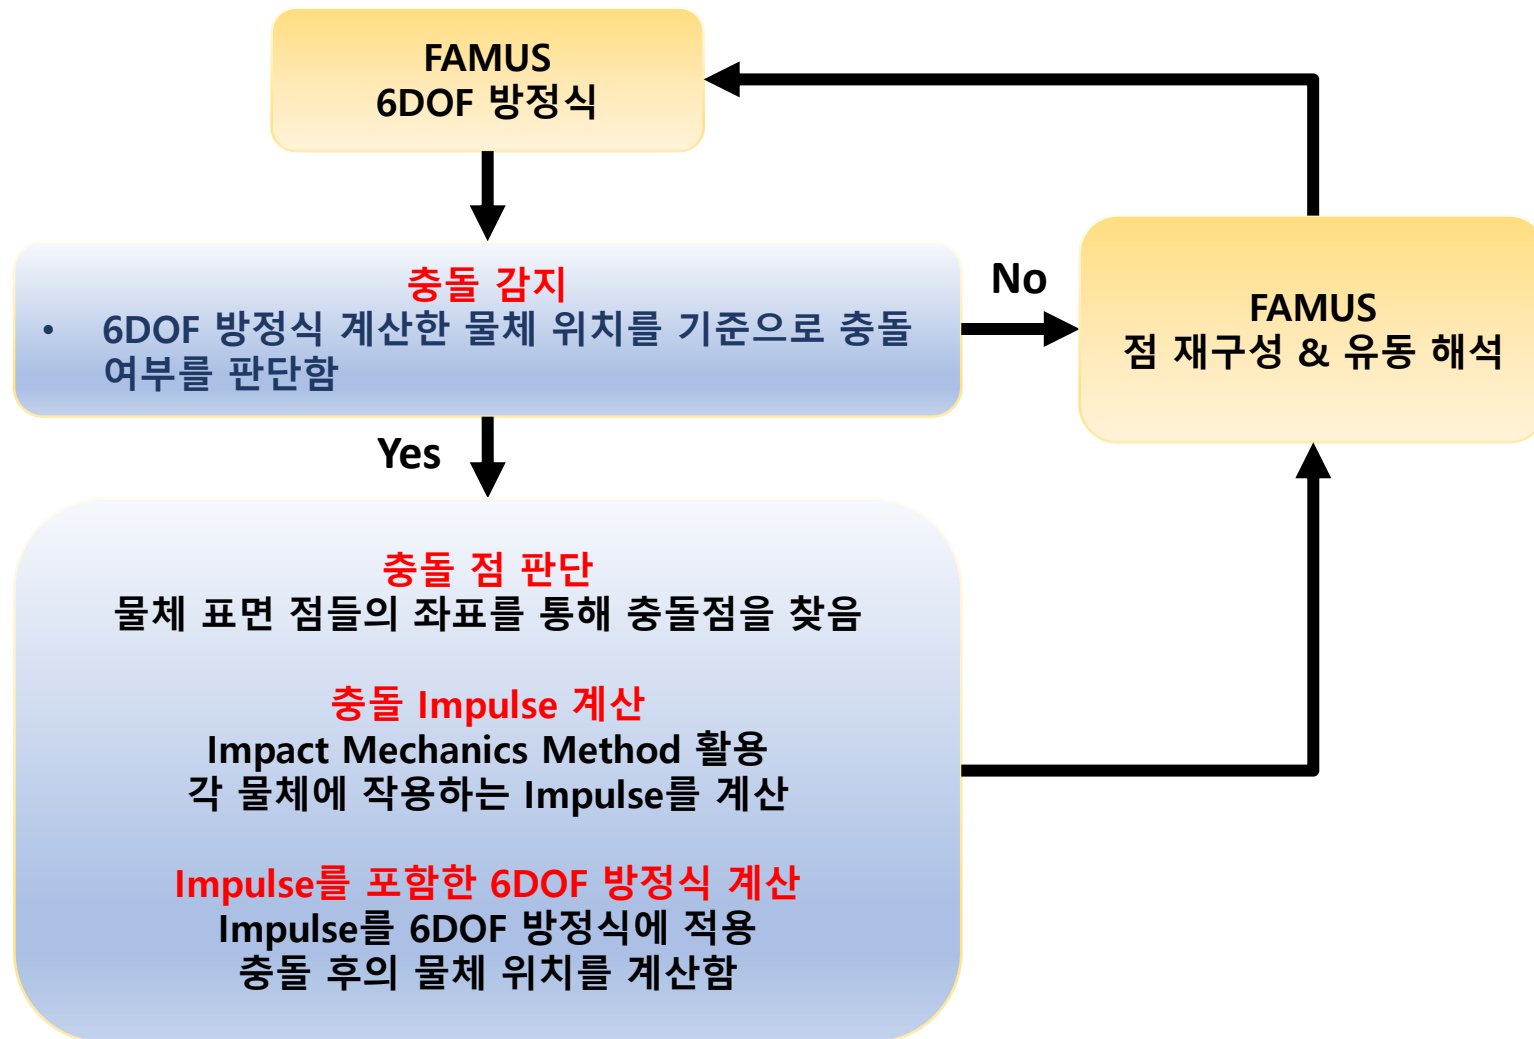 FAMUS
6DOF 방정식
충돌 감지
• 6DOF 방정식 계산한 물체 위치를 기준으로 충돌
여부를 판단함
No
FAMUS
점 재구성 & 유동 해석
Yes
충돌 점 판단
물체 표면 점들의 좌표를 통해 충돌점을 찾음
충돌 Impulse 계산
Impact Mechanics Method 활용
각 물체에 작용하는 Impulse를 계산
Impulse를 포함한 6DOF 방정식 계산
Impulse를 6DOF 방정식에 적용
충돌 후의 물체 위치를 계산함